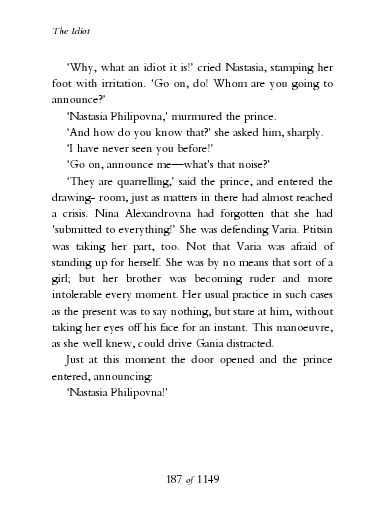 The Idiot
'Why, what an idiot it is!' cried Nastasia, stamping her
foot with irritation. 'Go on, do! Whom are you going to
announce?'
'Nastasia Philipovna,' murmured the prince.
'And how do you know that?' she asked him, sharply.
'I have never seen you before!'
'Go on, announce me—what's that noise?'
'They are quarrelling,' said the prince, and entered the
drawing- room, just as matters in there had almost reached
a crisis. Nina Alexandrovna had forgotten that she had
'submitted to everything!' She was defending Varia. Ptitsin
was taking her part, too. Not that Varia was afraid of
standing up for herself. She was by no means that sort of a
girl; but her brother was becoming ruder and more
intolerable every moment. Her usual practice in such cases
as the present was to say nothing, but stare at him, without
taking her eyes off his face for an instant. This manoeuvre,
as she well knew, could drive Gania distracted.
Just at this moment the door opened and the prince
entered, announcing:
'Nastasia Philipovna!'
187 of 1149